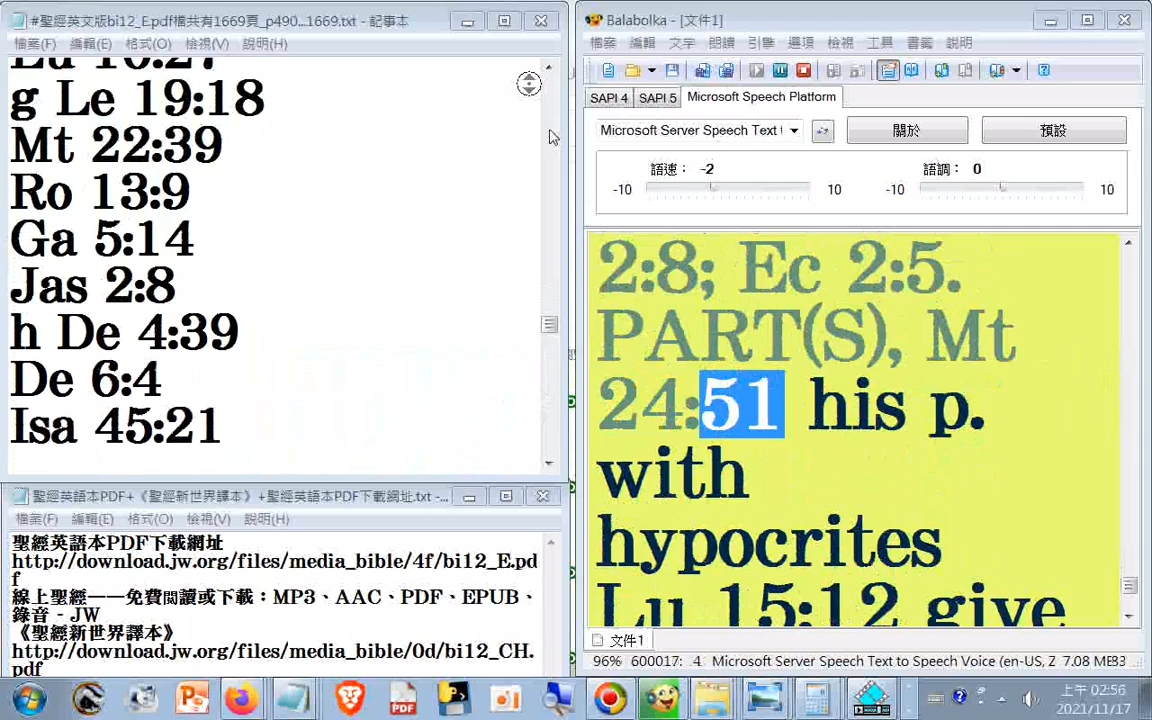 #聖經英文版bi12_E.pdf檔共有1669頁_p490...1669.txt - 記事本
檔案(F) 編輯(E) 格式(O) 檢視(V) 說明(H)
Lu 10:27
g Le 19:18
Mt 22:39
Ro 13:9
Ga 5:14
Jas 2:8
h De 4:39
De 6:4
Isa 45:21
聖經英語本PDF+《聖經新世界譯本》+聖經英語本PDF下載網址.txt -...
檔案(F) 編輯(E) 格式(O) 檢視(V) 說明(H)
聖經英語本PDF下載網址
http://download.jw.org/files/media_bible/4f/bi12_E.pd
f
線上聖經——免費閱讀或下載：MP3、AAC、PDF、EPUB、
錄音 - JW
《聖經新世界譯本》
http://download.jw.org/files/media_bible/0d/bi12_CH.
pdf
Balabolka - [文件1]
檔案 編輯 文字 朗讀 引擎 選項 檢視 工具 書籤 說明
SAPI 4 SAPI 5 Microsoft Speech Platform
Microsoft Server Speech Text 關於 預設
語速： -2 語調： 0
-10 10 -10 10
2:8; Ec 2:5.
PART(S), Mt
24:51 his p.
with
hypocrites
Lu 15:12 give
文件1
96% 600017: .4 Microsoft Server Speech Text to Speech Voice (en-US, Z 7.08 MB
上午 02:56
2021/11/17